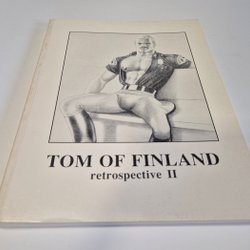 TOM OF FINLAND
retrospective II